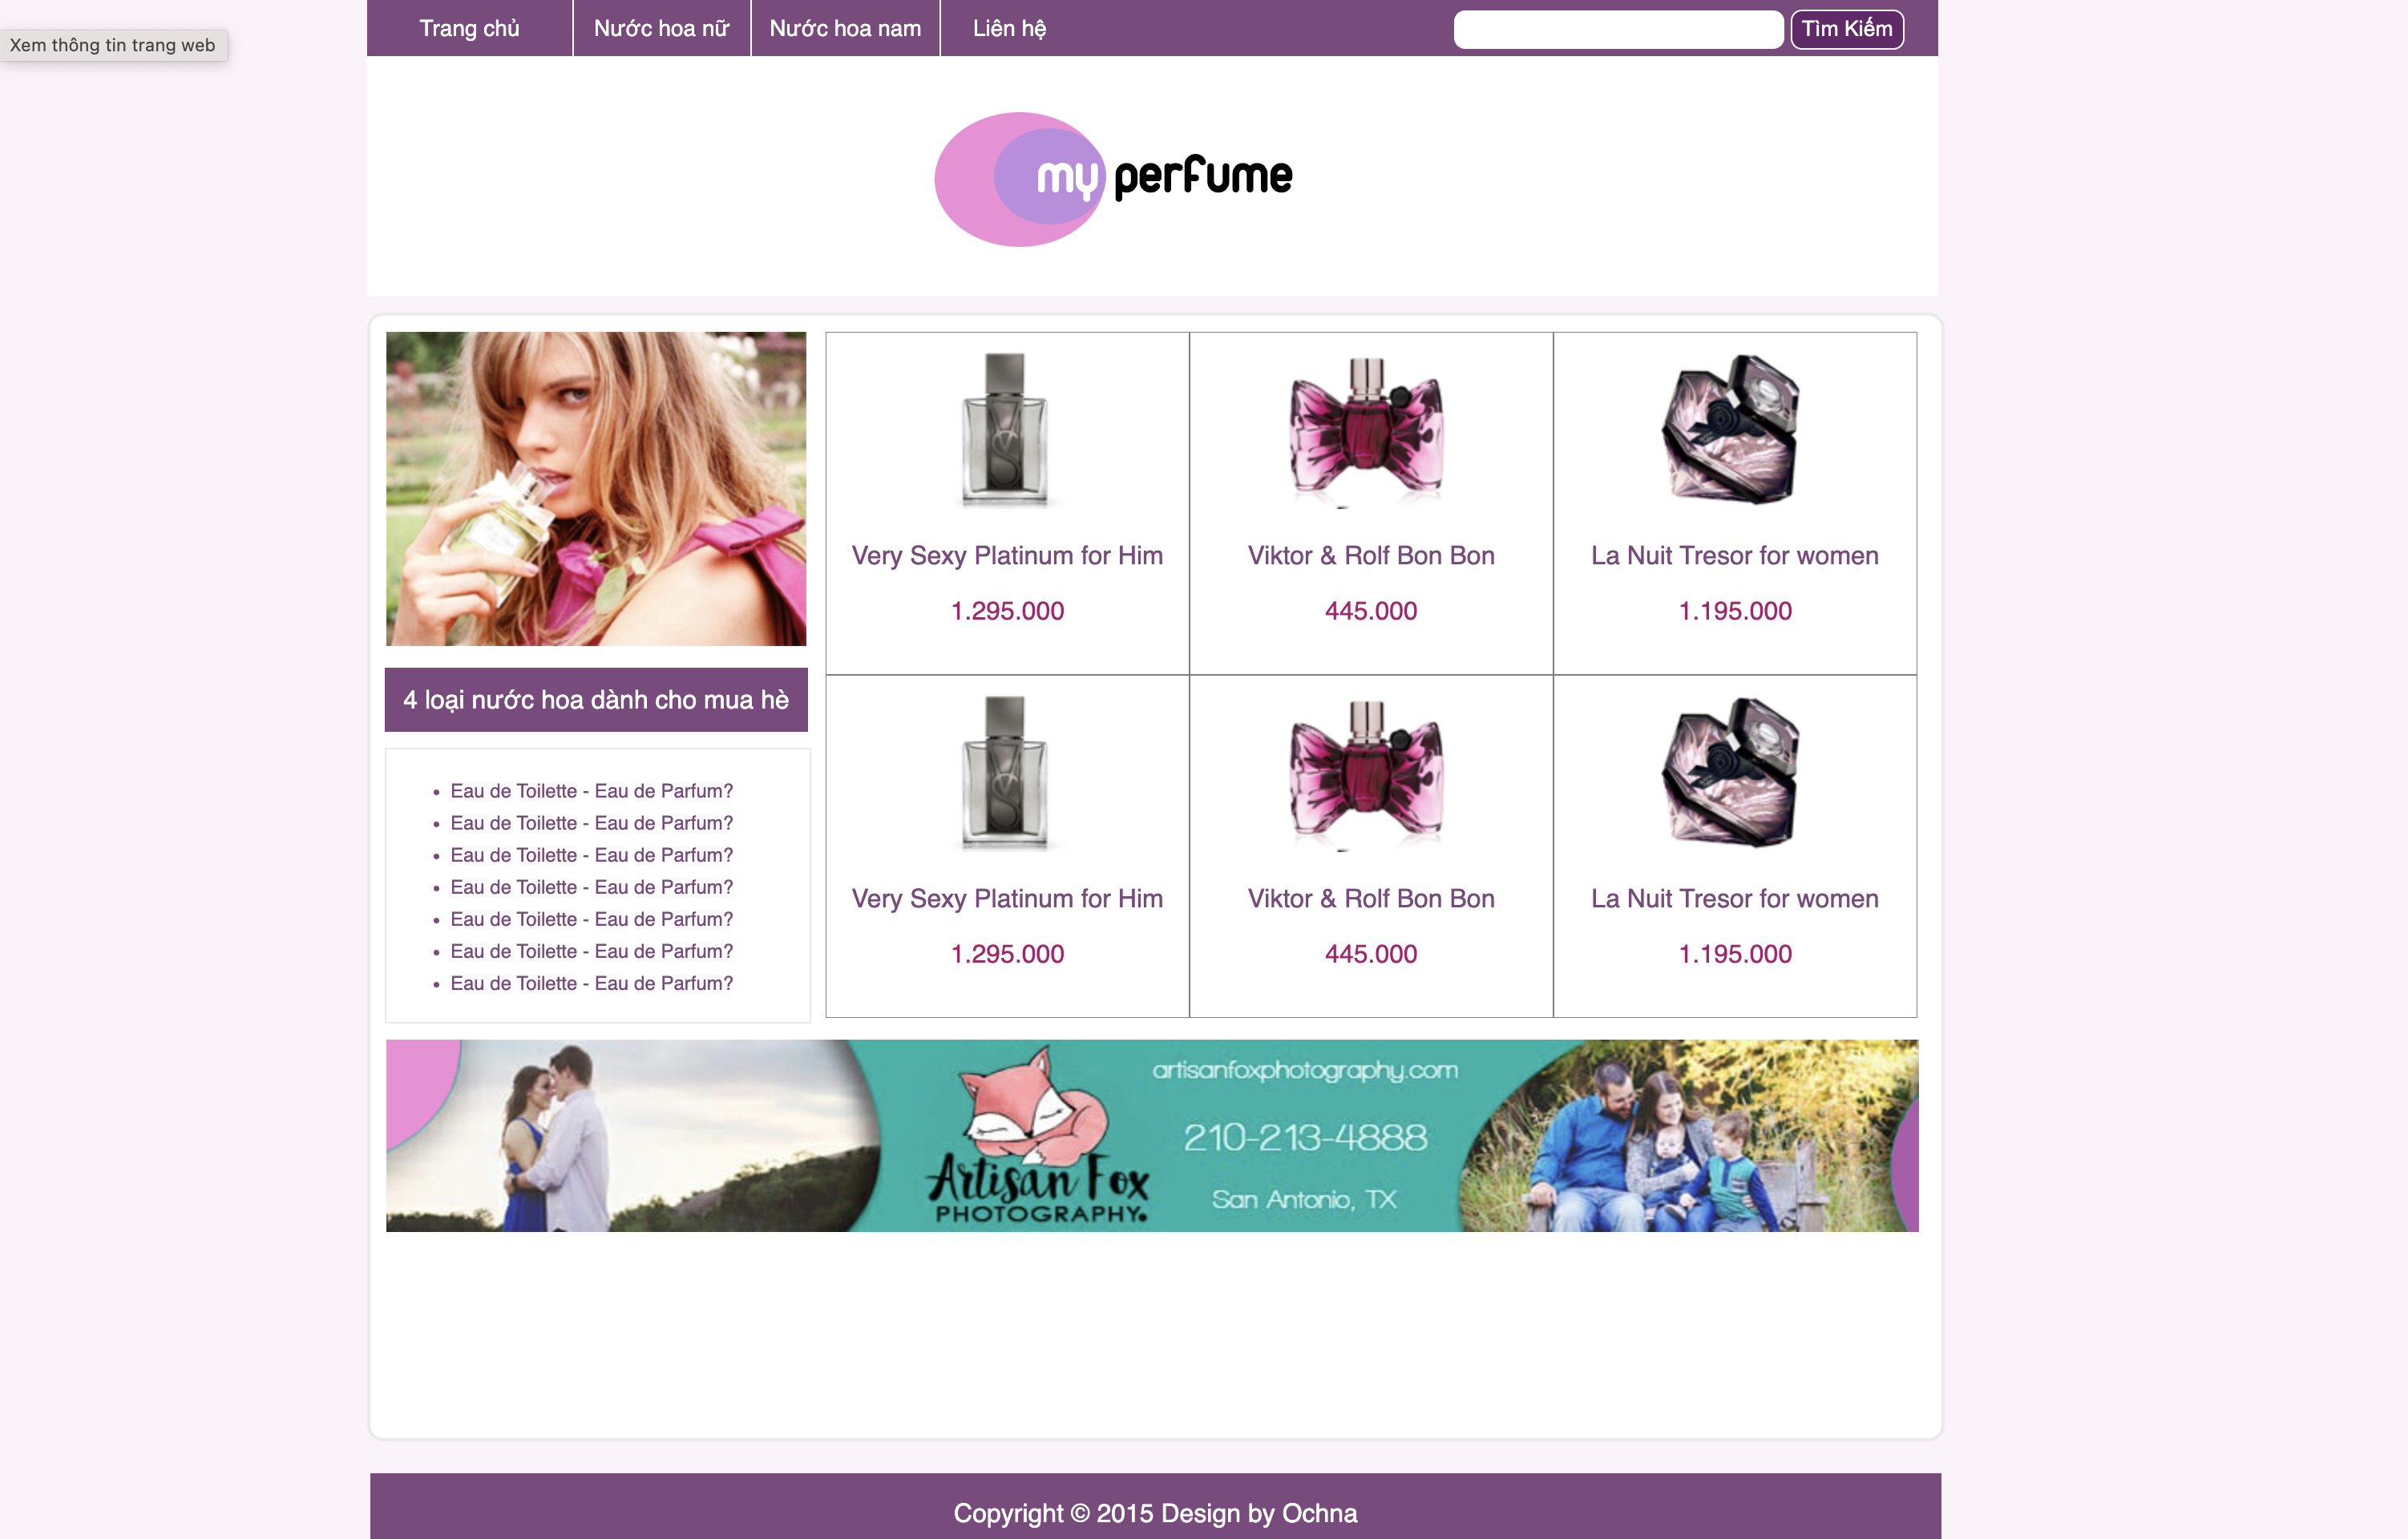 Trang chủ
Nước hoa nữ
Nước hoa nam
Liên hệ
Tìm Kiếm
Xem thông tin trang web
my perfume
Very Sexy Platinum for Him
1.295.000
Viktor & Rolf Bon Bon
445.000
La Nuit Tresor for women
1.195.000
4 loại nước hoa dành cho mua hè
Eau de Toilette - Eau de Parfum?
Eau de Toilette - Eau de Parfum?
Eau de Toilette - Eau de Parfum?
Eau de Toilette - Eau de Parfum?
Eau de Toilette - Eau de Parfum?
Eau de Toilette - Eau de Parfum?
Eau de Toilette - Eau de Parfum?
Very Sexy Platinum for Him
1.295.000
Viktor & Rolf Bon Bon
445.000
La Nuit Tresor for women
1.195.000
Artisan Fox
PHOTOGRAPHY
artisanfoxphotography.com
210-213-4888
San Antonio, TX
Copyright © 2015 Design by Ochna